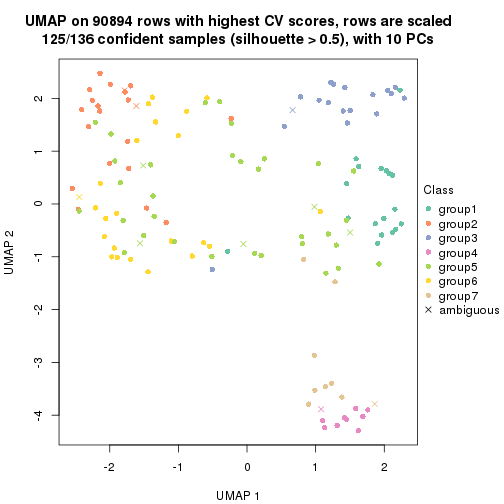 UMAP on 90894 rows with highest CV scores, rows are scaled
125/136 confident samples (silhouette > 0.5), with 10 PCs
2
1
0
-1
-2
-3
-4
UMAP 2
-2
-1
0
1
2
UMAP 1
Class
group1
group2
group3
group4
group5
group6
group7
ambiguous